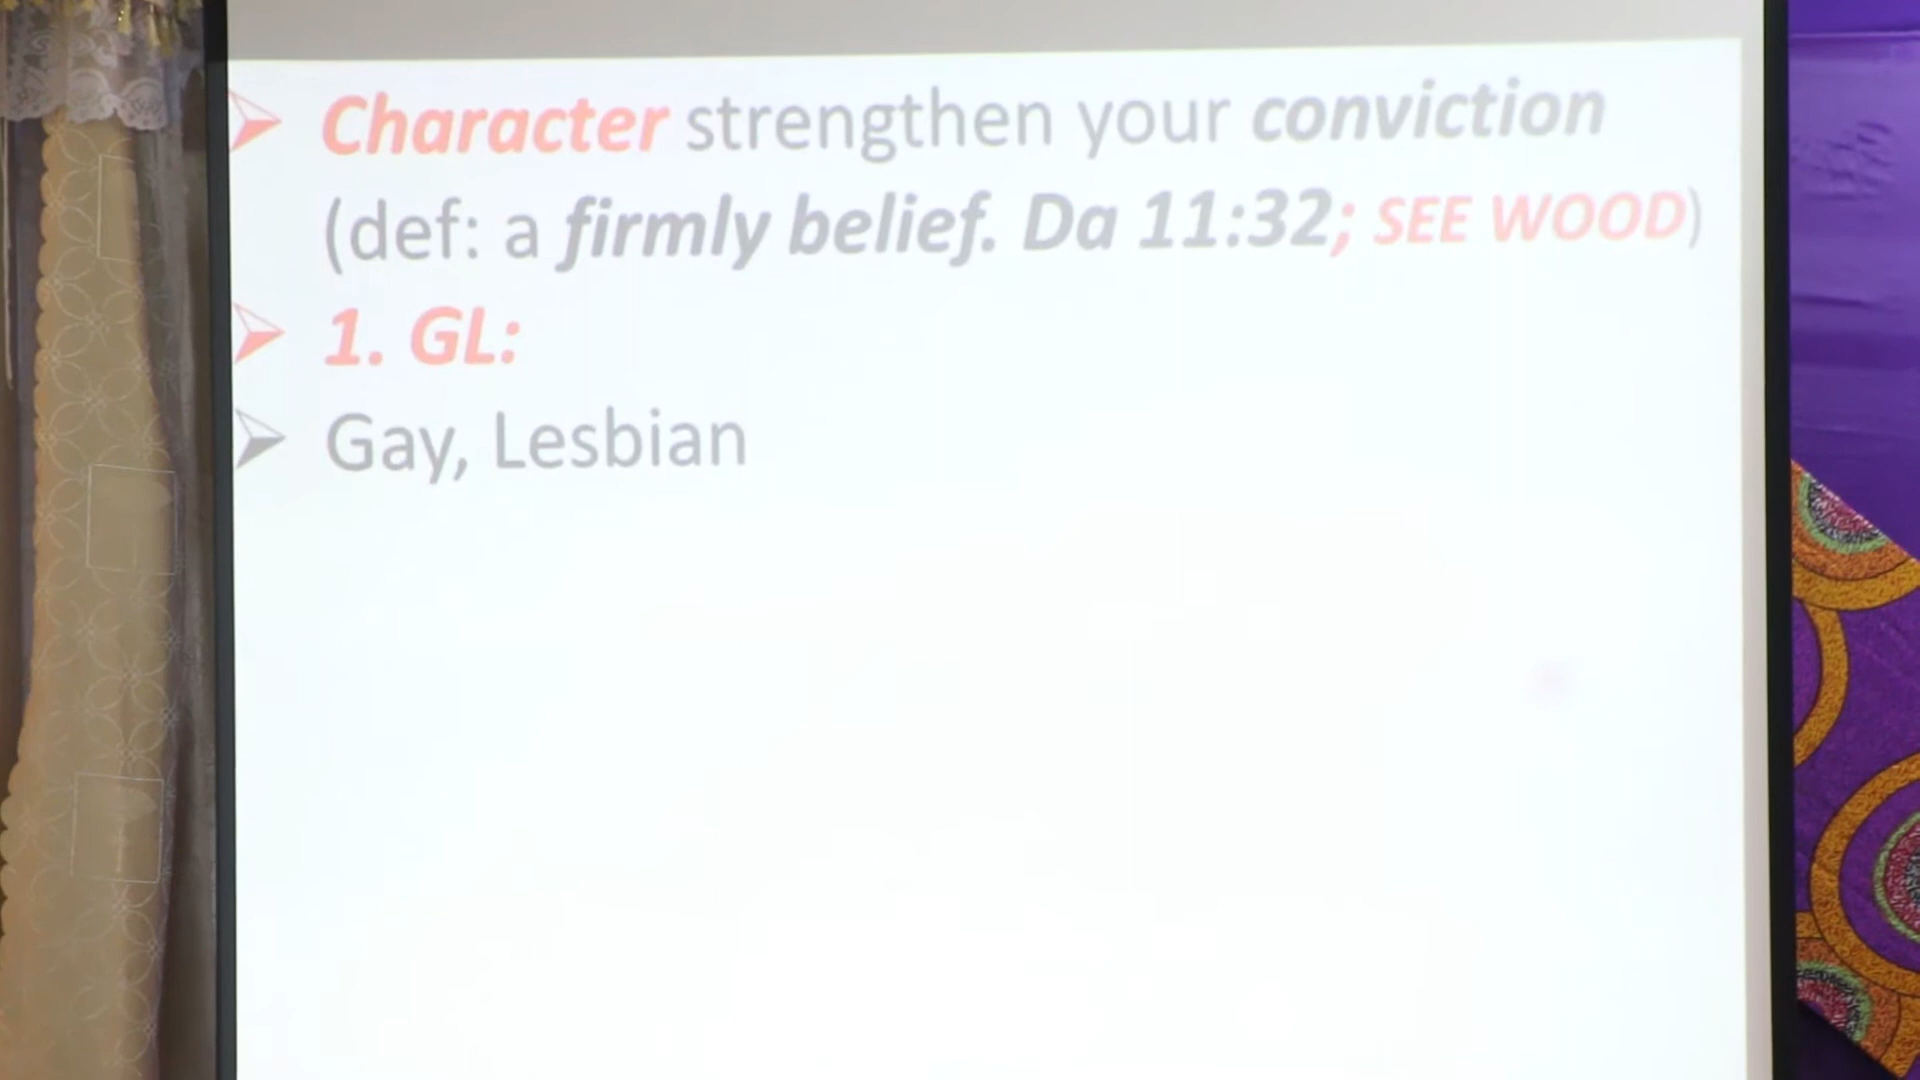 Character strengthen your conviction
(def: a firmly belief. Da 11:32; SEE WOOD)
1. GL:
Gay, Lesbian